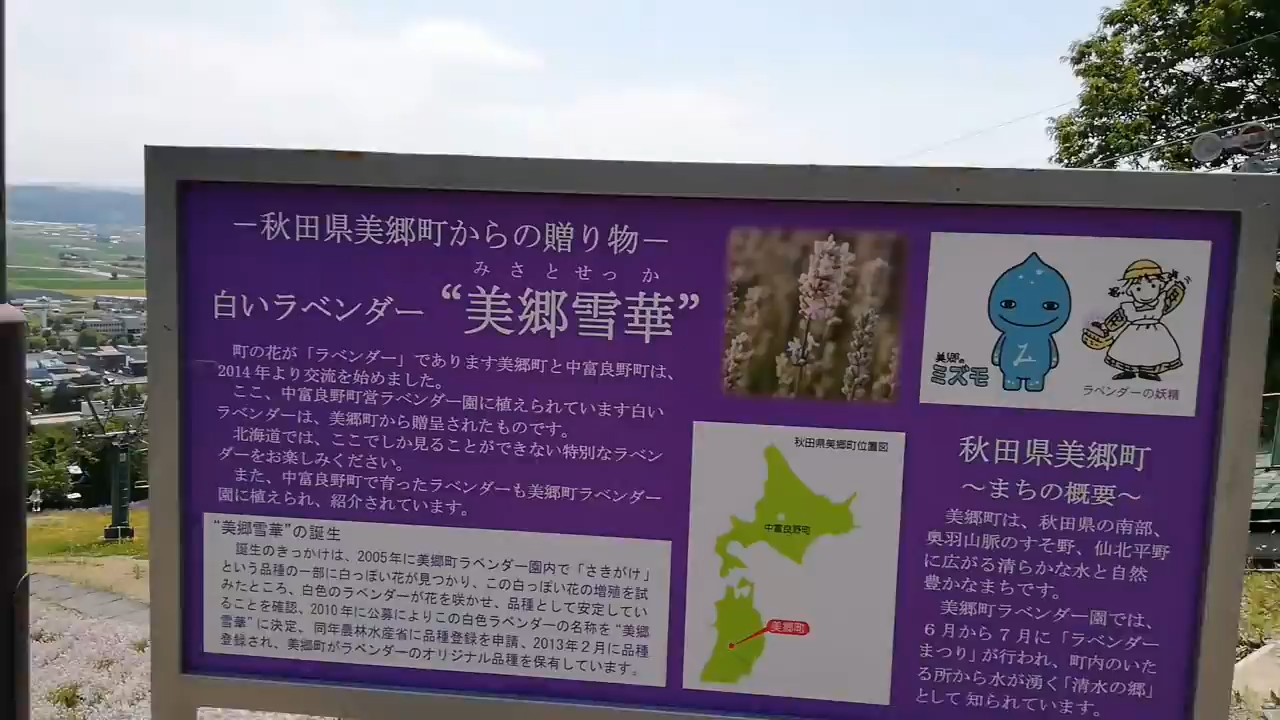 －秋田県美郷町からの贈り物－
みさとせっか
白いラベンダー “美郷雪華”
町の花が「ラベンダー」であります美郷町と中富良野町は、
2014年より交流を始めました。
ここ、中富良野町営ラベンダー園に植えられています白い
ラベンダーは、美郷町から贈呈されたものです。
北海道では、ここでしか見ることができない特別なラベン
ダーをお楽しみください。
また、中富良野町で育ったラベンダーも美郷町ラベンダー
園に植えられ、紹介されています。
“美郷雪華”の誕生
誕生のきっかけは、2005年に美郷町ラベンダー園内で「さきがけ」
という品種の一部に白っぽい花が見つかり、この白っぽい花の増殖を試
みたところ、白色のラベンダーが花を咲かせ、品種として安定してい
ることを確認、2010年に公募によりこの白色ラベンダーの名称を“美郷
雪華”に決定、同年農林水産省に品種登録を申請、2013年2月に品種
登録され、美郷町がラベンダーのオリジナル品種を保有しています。
秋田県美郷町位置図
中富良野町
美郷町
美郷の
ミズモ
ラベンダーの妖精
秋田県美郷町
～まちの概要～
美郷町は、秋田県の南部、
奥羽山脈のすそ野、仙北平野
に広がる清らかな水と自然
豊かなまちです。
美郷町ラベンダー園では、
６月から７月に「ラベンダー
まつり」が行われ、町内のいた
る所から水が湧く「清水の郷」
として知られています。